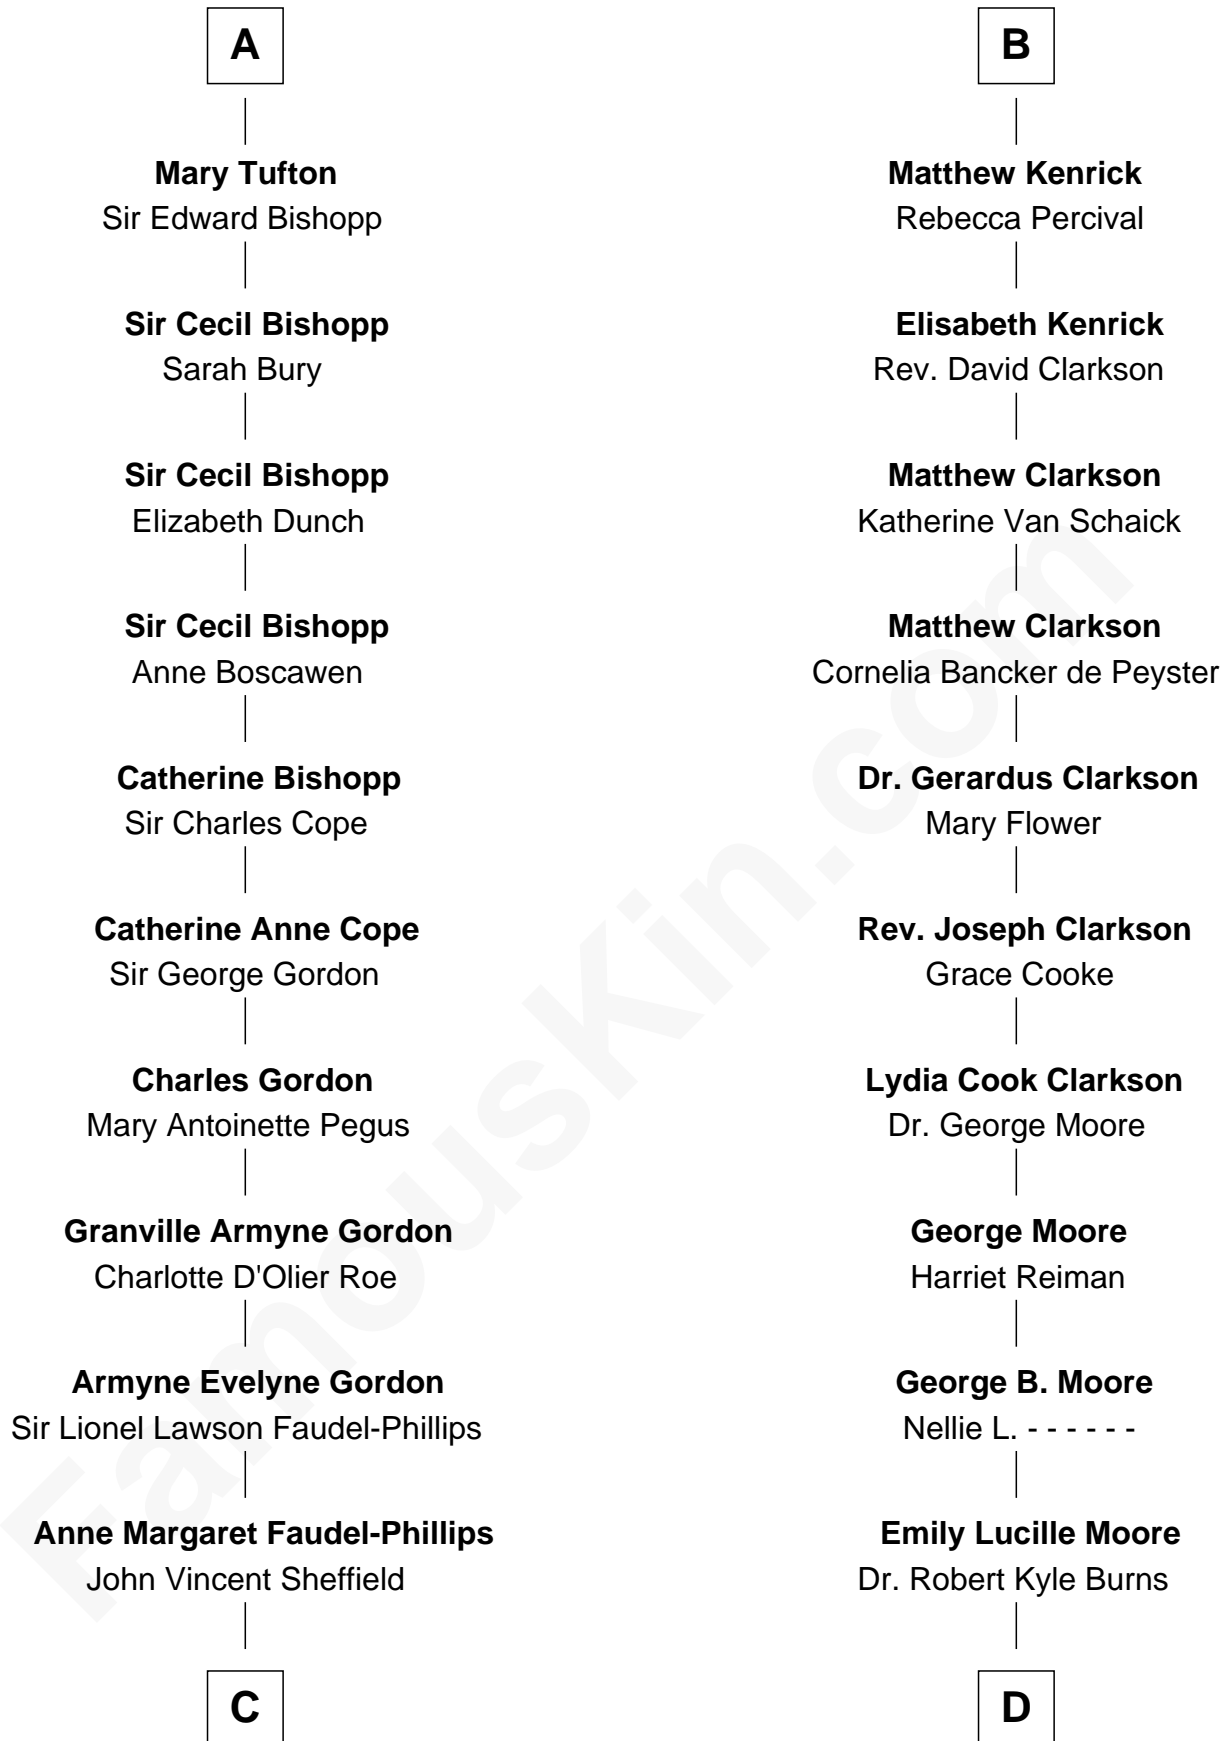 A
Mary Tufton
Sir Edward Bishopp
Sir Cecil Bishopp
Sarah Bury
Sir Cecil Bishopp
Elizabeth Dunch
Sir Cecil Bishopp
Anne Boscawen
Catherine Bishopp
Sir Charles Cope
Catherine Anne Cope
Sir George Gordon
Charles Gordon
Mary Antoinette Pegus
Granville Armyne Gordon
Charlotte D'Olier Roe
Armyne Evelyne Gordon
Sir Lionel Lawson Faudel-Phillips
Anne Margaret Faudel-Phillips
John Vincent Sheffield
C
B
Matthew Kenrick
Rebecca Percival
Elisabeth Kenrick
Rev. David Clarkson
Matthew Clarkson
Katherine Van Schaick
Matthew Clarkson
Cornelia Bancker de Peyster
Dr. Gerardus Clarkson
Mary Flower
Rev. Joseph Clarkson
Grace Cooke
Lydia Cook Clarkson
Dr. George Moore
George Moore
Harriet Reiman
George B. Moore
Nellie L. - - - - - -
Emily Lucille Moore
Dr. Robert Kyle Burns
D
FamousKin.com